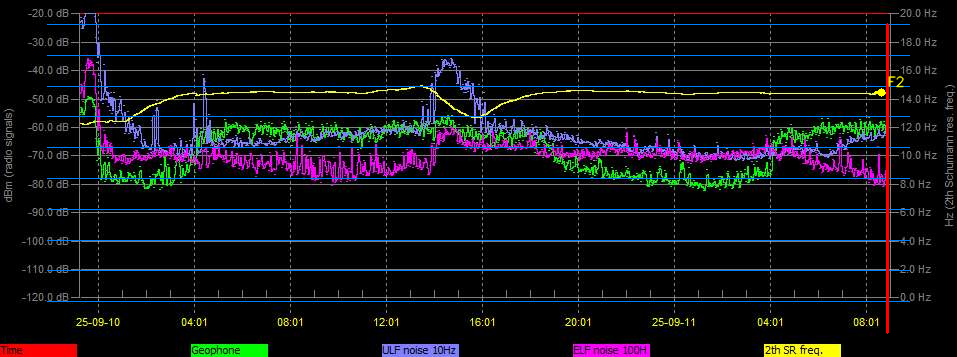 -20.0 dB 20.0 Hz
-30.0 dB 18.0 Hz
-40.0 dB 16.0 Hz
F2
-50.0 dB 14.0 Hz
-60.0 dB 12.0 Hz
-70.0 dB 10.0 Hz
-80.0 dB 8.0 Hz
-90.0 dB 6.0 Hz
-100.0 dB 4.0 Hz
-110.0 dB 2.0 Hz
-120.0 dB 0.0 Hz
dBm (radio signals)
Hz (2th Schumann res. freq.)
25-09-10 04:01 08:01 12:01 16:01 20:01 25-09-11 04:01 08:01
Time Geophone ULF noise 10Hz ELF noise 100H 2th SR freq.